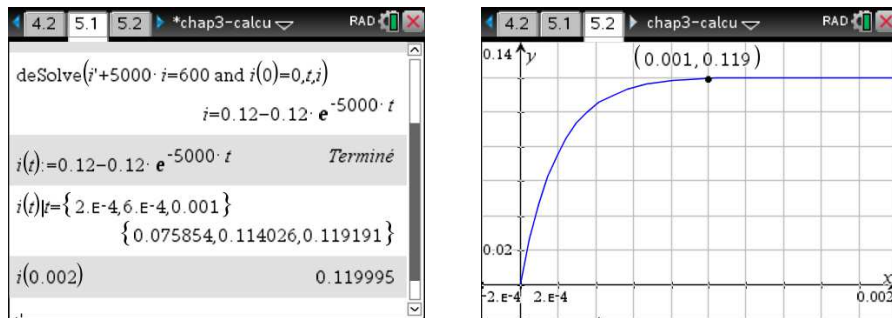 4.2 5.1 5.2 *chap3-calcu RAD
deSolve(i'+5000·i=600 and i(0)=0,t,i)
i=0.12-0.12·e^-5000·t
i(t):=0.12-0.12·e^-5000·t Terminé
i(t)|t={2.E-4,6.E-4,0.001}
{0.075854,0.114026,0.119191}
i(0.002) 0.119995
4.2 5.1 5.2 chap3-calcu RAD
0.14 y (0.001,0.119)
0.02
x
-2.E-4 2.E-4 0.002